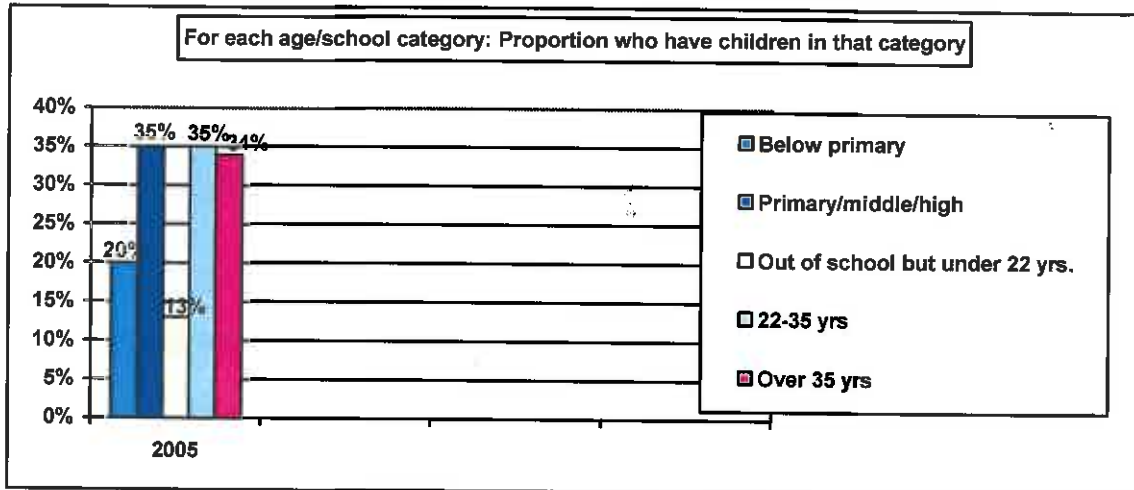 For each age/school category: Proportion who have children in that category
40%
35%
30%
25%
20%
15%
10%
5%
0%
20%
35%
13%
35%
34%
2005
Below primary
Primary/middle/high
Out of school but under 22 yrs.
22-35 yrs
Over 35 yrs